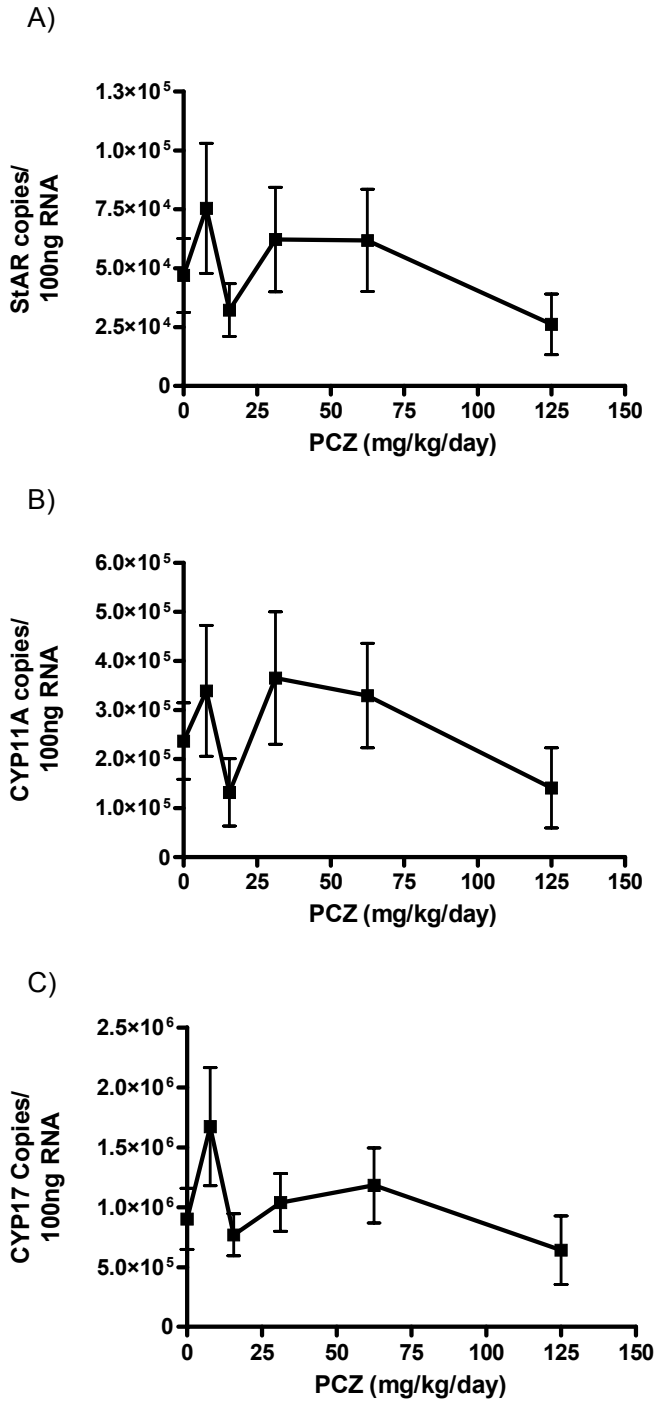 A)
1.3×10⁵
1.0×10⁵
7.5×10⁴
5.0×10⁴
2.5×10⁴
0
StAR copies/
100ng RNA
0 25 50 75 100 125 150
PCZ (mg/kg/day)
B)
6.0×10⁵
5.0×10⁵
4.0×10⁵
3.0×10⁵
2.0×10⁵
1.0×10⁵
0
CYP11A copies/
100ng RNA
0 25 50 75 100 125 150
PCZ (mg/kg/day)
C)
2.5×10⁶
2.0×10⁶
1.5×10⁶
1.0×10⁶
5.0×10⁵
0
CYP17 Copies/
100ng RNA
0 25 50 75 100 125 150
PCZ (mg/kg/day)